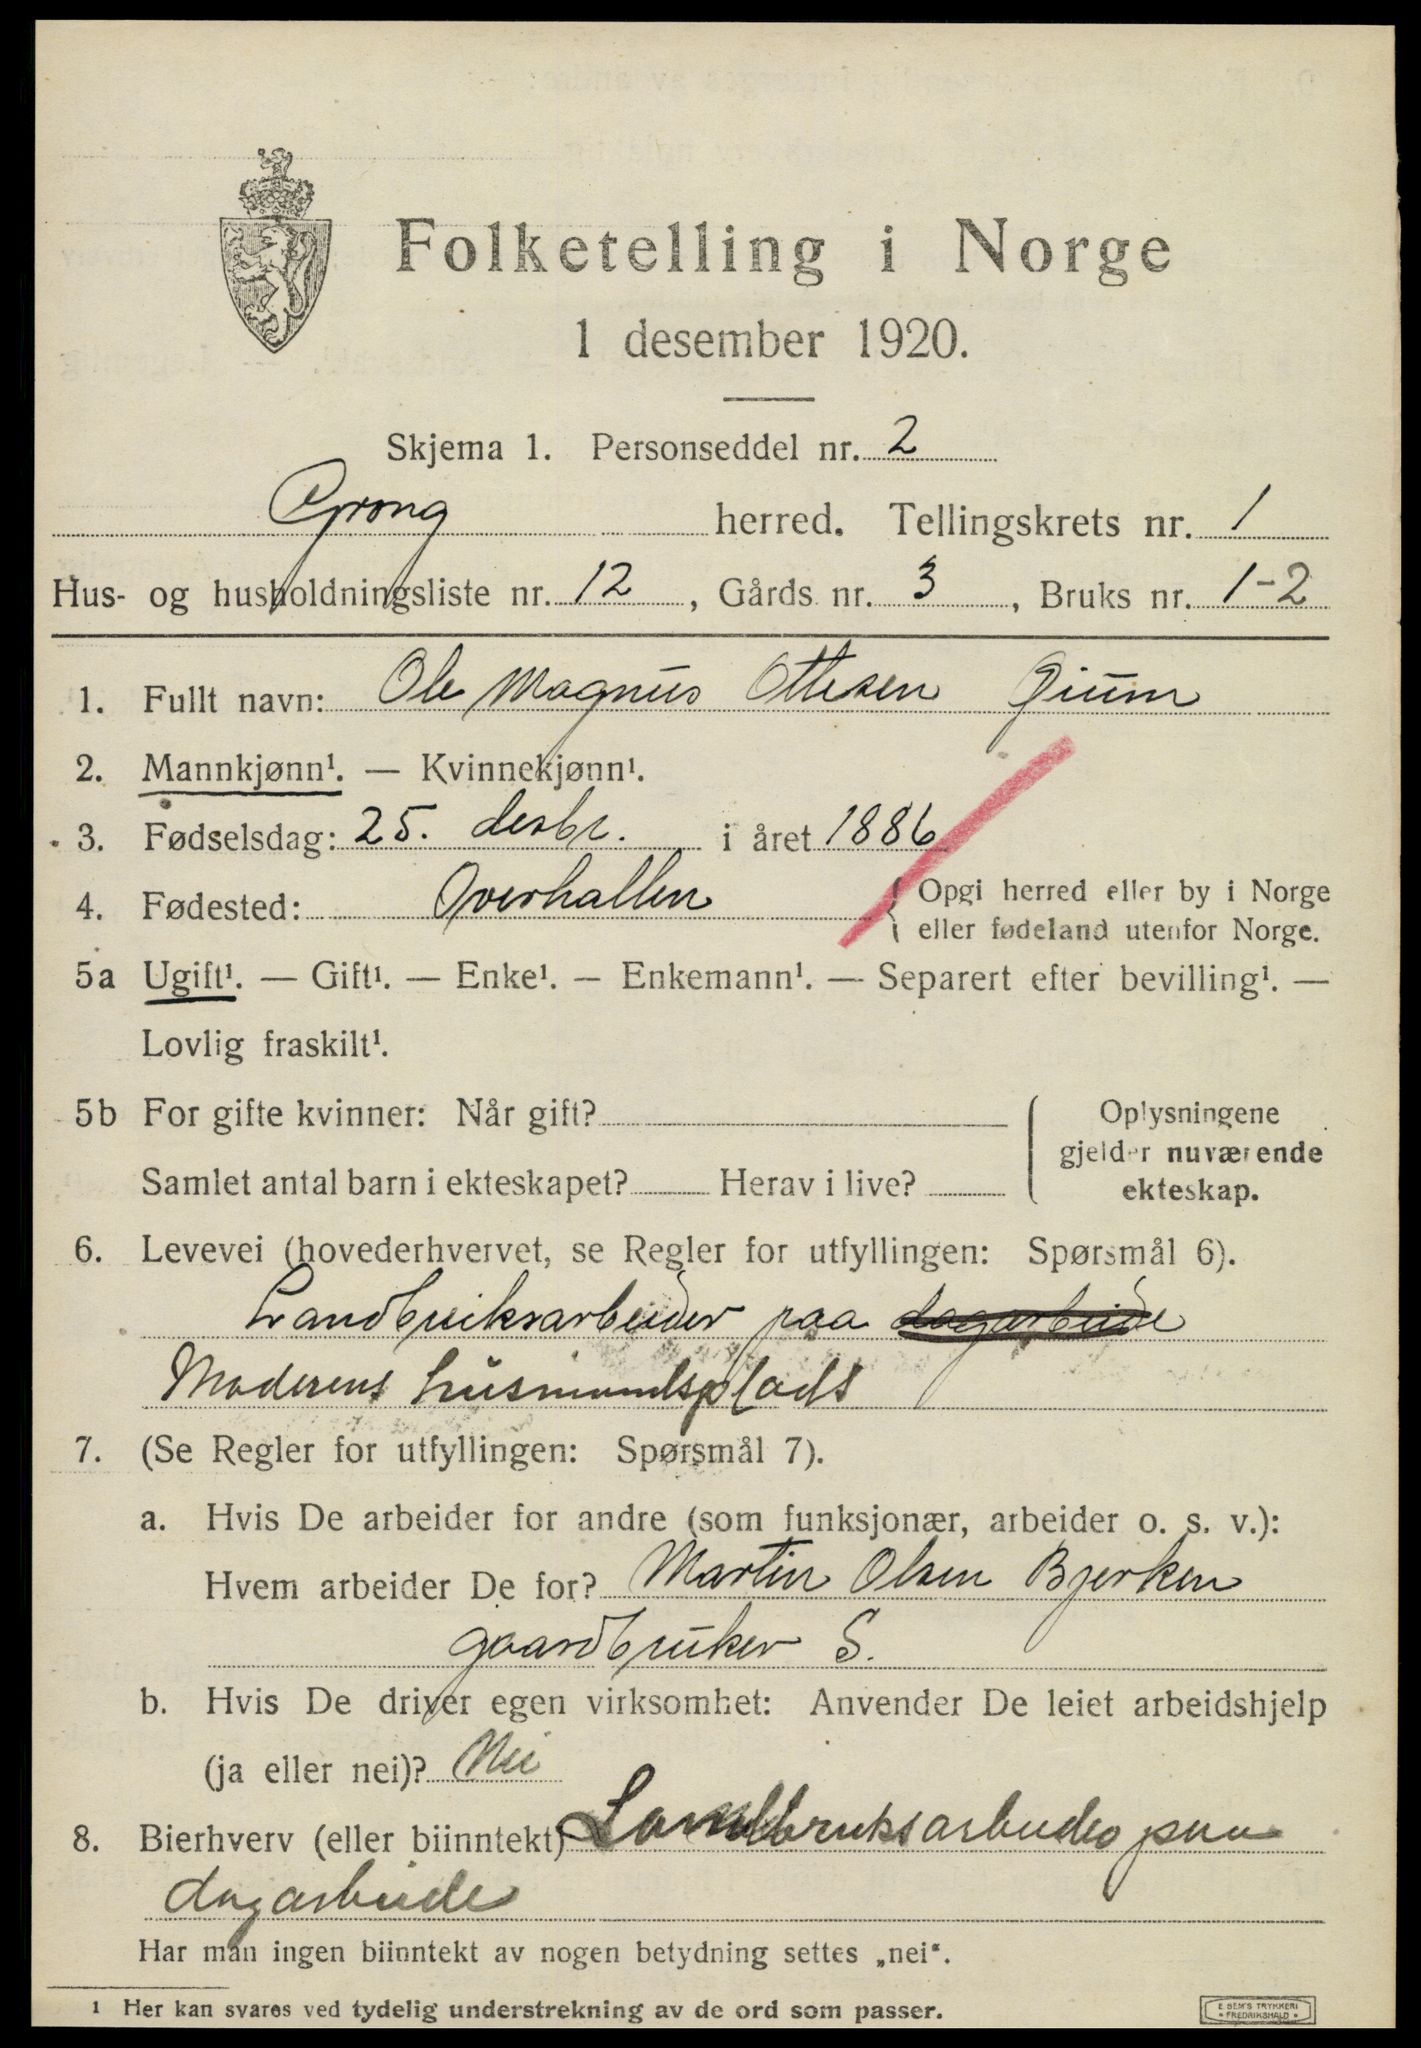 Folketelling i Norge
1 desember 1920.
Skjema 1. Personseddel nr. 2
Grong herred. Tellingskrets nr. 1
Hus- og husholdningsliste nr. 12, Gårds nr. 3, Bruks nr. 1-2
1. Fullt navn: Ole Magnus Ottesen Gium
2. Mannkjønn¹. — Kvinnekjønn¹.
3. Fødselsdag: 25. desbr. i året 1886
4. Fødested: Overhallen { Opgi herred eller by i Norge
eller fødeland utenfor Norge.
5a Ugift¹. — Gift¹. — Enke¹. — Enkemann¹. — Separert efter bevilling¹. —
Lovlig fraskilt¹.
5b For gifte kvinner: Når gift?
Samlet antal barn i ekteskapet? Herav i live?
Oplysningene
gjelder nuværende
ekteskap.
6. Levevei (hovederhvervet, se Regler for utfyllingen: Spørsmål 6).
Landbruksarbeider paa dagarbeide
Moderens husmandsplads
7. (Se Regler for utfyllingen: Spørsmål 7).
a. Hvis De arbeider for andre (som funksjonær, arbeider o. s. v.):
Hvem arbeider De for? Martin Olsen Bjerken
gaardbruker S.
b. Hvis De driver egen virksomhet: Anvender De leiet arbeidshjelp
(ja eller nei)? Nei
8. Bierhverv (eller biinntekt) Landbruksarbeider paa
dagarbeide
Har man ingen biinntekt av nogen betydning settes „nei“.
¹ Her kan svares ved tydelig understrekning av de ord som passer.
E. SEM'S TRYKKERI
• FREDRIKSHALD •